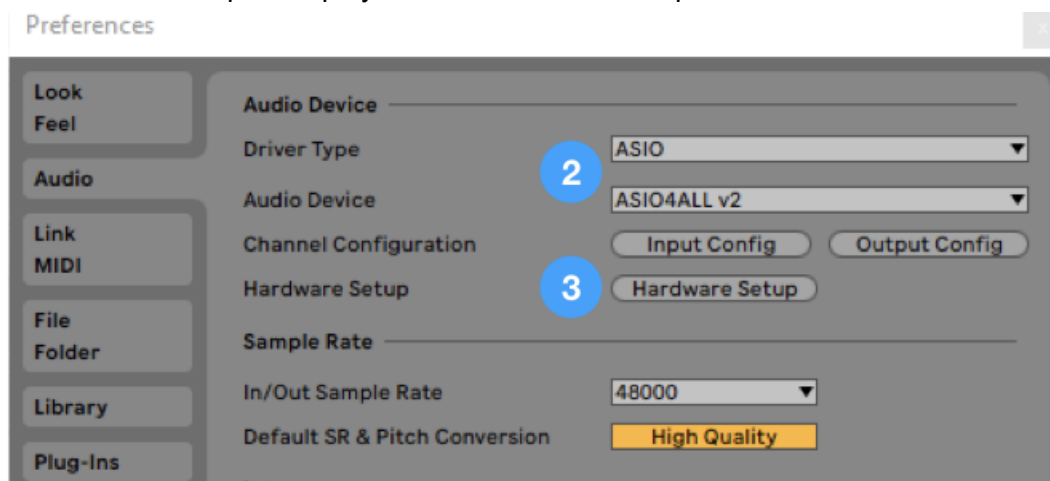 Preferences
x
Look
Feel
Audio
Link
MIDI
File
Folder
Library
Plug-Ins
Audio Device
Driver Type 2 ASIO
Audio Device ASIO4ALL v2
Channel Configuration Input Config Output Config
Hardware Setup 3 Hardware Setup
Sample Rate
In/Out Sample Rate 48000
Default SR & Pitch Conversion High Quality